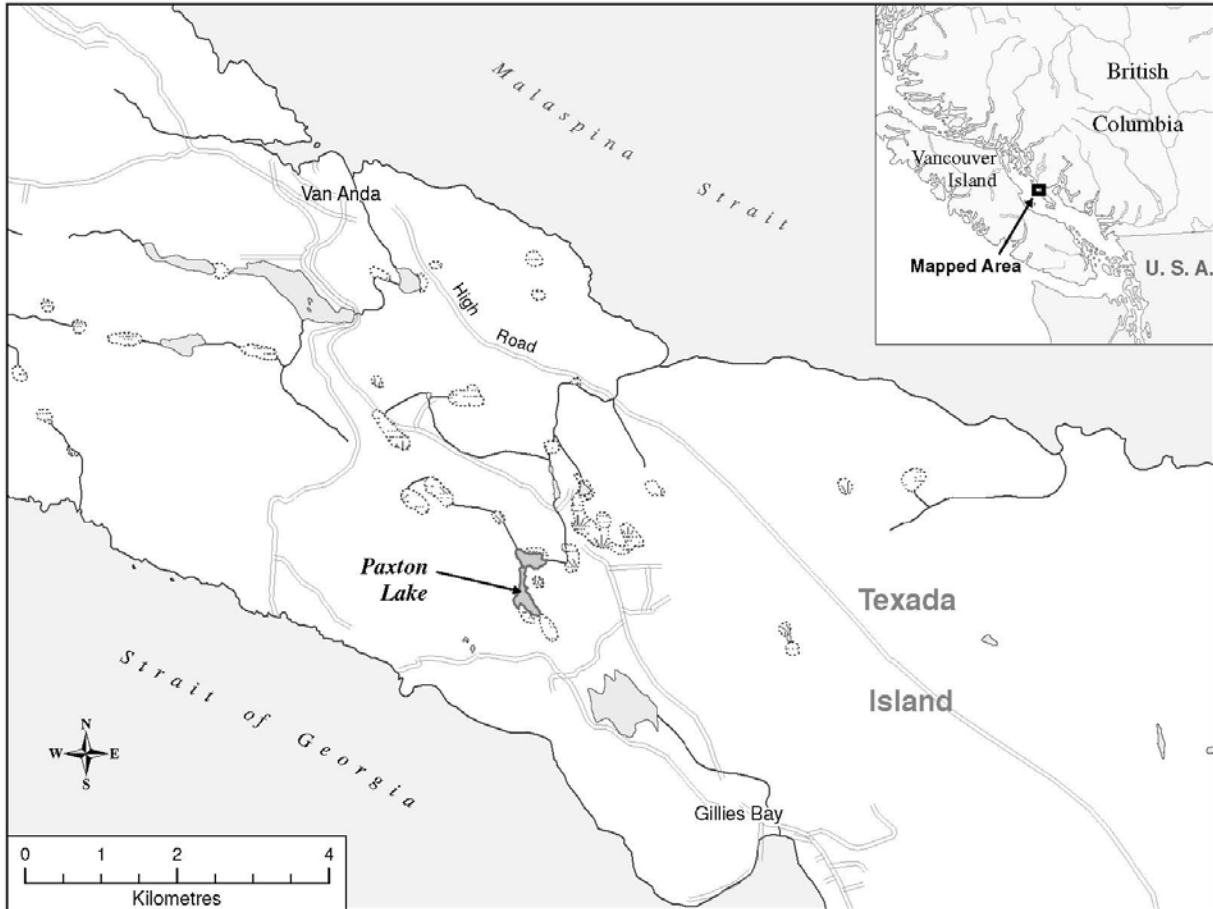 Malaspina
Strait
British
Columbia
Vancouver
Island
Mapped Area
U. S. A.
Van Anda
High
Road
Paxton
Lake
Texada
Island
Strait of Georgia
N
W E
S
Gillies Bay
0 1 2 4
Kilometres